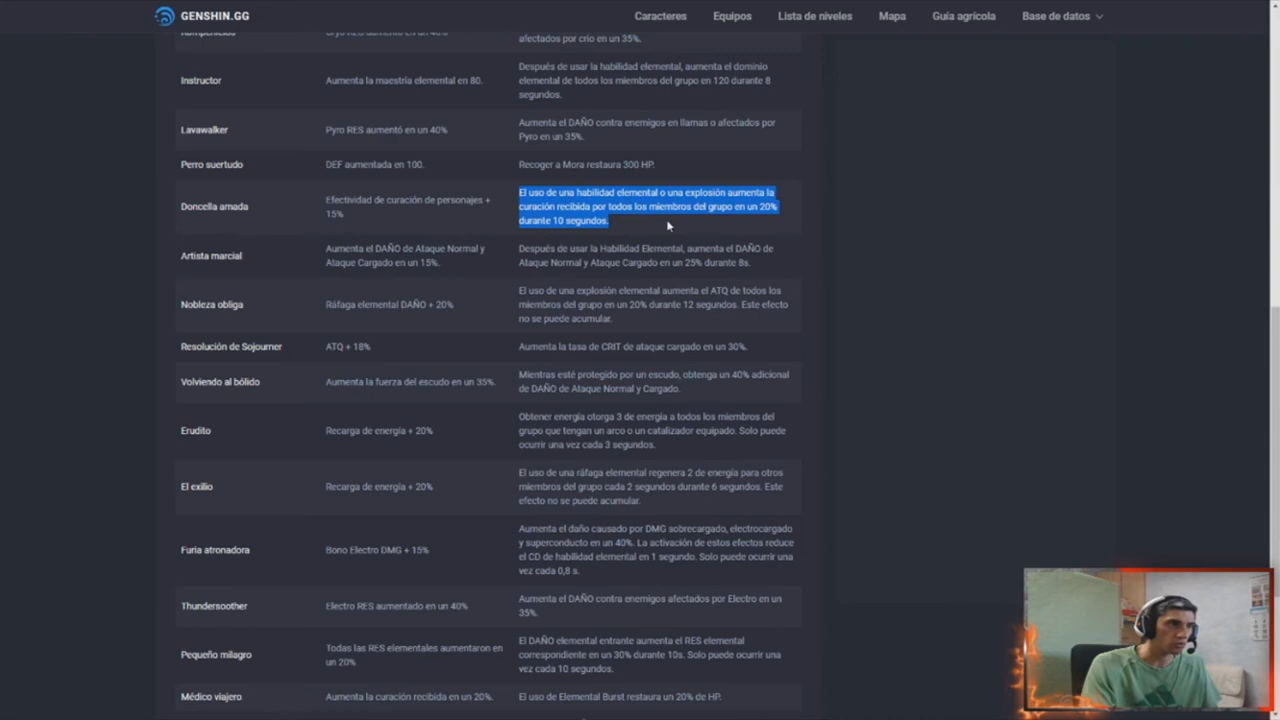 GENSHIN.GG
Caracteres
Equipos
Lista de niveles
Mapa
Guía agrícola
Base de datos
afectados por crio en un 35%.
Instructor
Aumenta la maestría elemental en 80.
Después de usar la habilidad elemental, aumenta el dominio
elemental de todos los miembros del grupo en 120 durante 8
segundos.
Lavawalker
Pyro RES aumentó en un 40%
Aumenta el DAÑO contra enemigos en llamas o afectados por
Pyro en un 35%.
Perro suertudo
DEF aumentada en 100.
Recoger a Mora restaura 300 HP.
Doncella amada
Efectividad de curación de personajes +
15%
El uso de una habilidad elemental o una explosión aumenta la
curación recibida por todos los miembros del grupo en un 20%
durante 10 segundos.
Artista marcial
Aumenta el DAÑO de Ataque Normal y
Ataque Cargado en un 15%.
Después de usar la Habilidad Elemental, aumenta el DAÑO de
Ataque Normal y Ataque Cargado en un 25% durante 8s.
Nobleza obliga
Ráfaga elemental DAÑO + 20%
El uso de una explosión elemental aumenta el ATQ de todos los
miembros del grupo en un 20% durante 12 segundos. Este efecto
no se puede acumular.
Resolución de Sojourner
ATQ + 18%
Aumenta la tasa de CRIT de ataque cargado en un 30%.
Volviendo al bólido
Aumenta la fuerza del escudo en un 35%.
Mientras esté protegido por un escudo, obtenga un 40% adicional
de DAÑO de Ataque Normal y Cargado.
Erudito
Recarga de energía + 20%
Obtener energía otorga 3 de energía a todos los miembros del
grupo que tengan un arco o un catalizador equipado. Solo puede
ocurrir una vez cada 3 segundos.
El exilio
Recarga de energía + 20%
El uso de una ráfaga elemental regenera 2 de energía para otros
miembros del grupo cada 2 segundos durante 6 segundos. Este
efecto no se puede acumular.
Furia atronadora
Bono Electro DMG + 15%
Aumenta el daño causado por DMG sobrecargado, electrocargado
y superconducto en un 40%. La activación de estos efectos reduce
el CD de habilidad elemental en 1 segundo. Solo puede ocurrir una
vez cada 0,8 s.
Thundersoother
Electro RES aumentado en un 40%
Aumenta el DAÑO contra enemigos afectados por Electro en un
35%.
Pequeño milagro
Todas las RES elementales aumentaron en
un 20%
El DAÑO elemental entrante aumenta el RES elemental
correspondiente en un 30% durante 10s. Solo puede ocurrir una
vez cada 10 segundos.
Médico viajero
Aumenta la curación recibida en un 20%.
El uso de Elemental Burst restaura un 20% de HP.